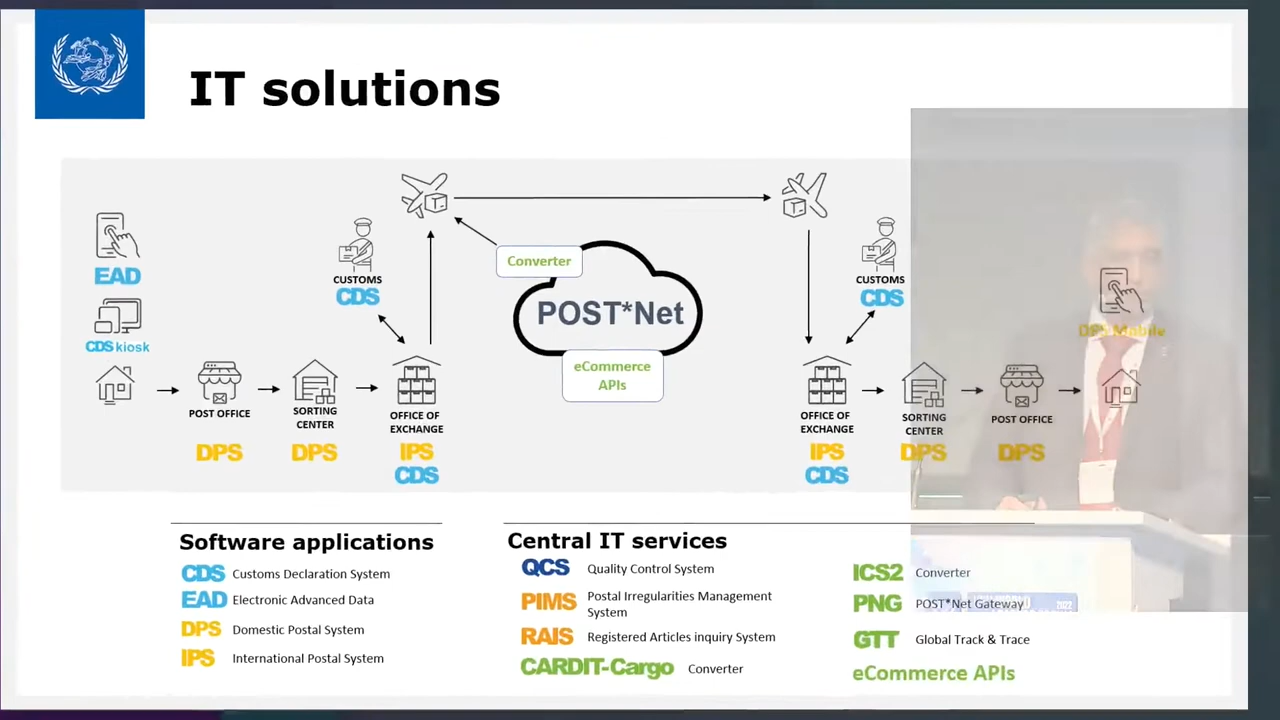 IT solutions
EAD
CDS kiosk
POST OFFICE
DPS
SORTING
CENTER
DPS
CUSTOMS
CDS
OFFICE OF
EXCHANGE
IPS
CDS
Converter
POST*Net
eCommerce
APIs
CUSTOMS
CDS
OFFICE OF
EXCHANGE
IPS
CDS
SORTING
CENTER
DPS
POST OFFICE
DPS
DPS Mobile
Software applications
CDS Customs Declaration System
EAD Electronic Advanced Data
DPS Domestic Postal System
IPS International Postal System
Central IT services
QCS Quality Control System
PIMS Postal Irregularities Management
System
RAIS Registered Articles inquiry System
CARDIT-Cargo Converter
ICS2 Converter
PNG POST*Net Gateway
GTT Global Track & Trace
eCommerce APIs
2022